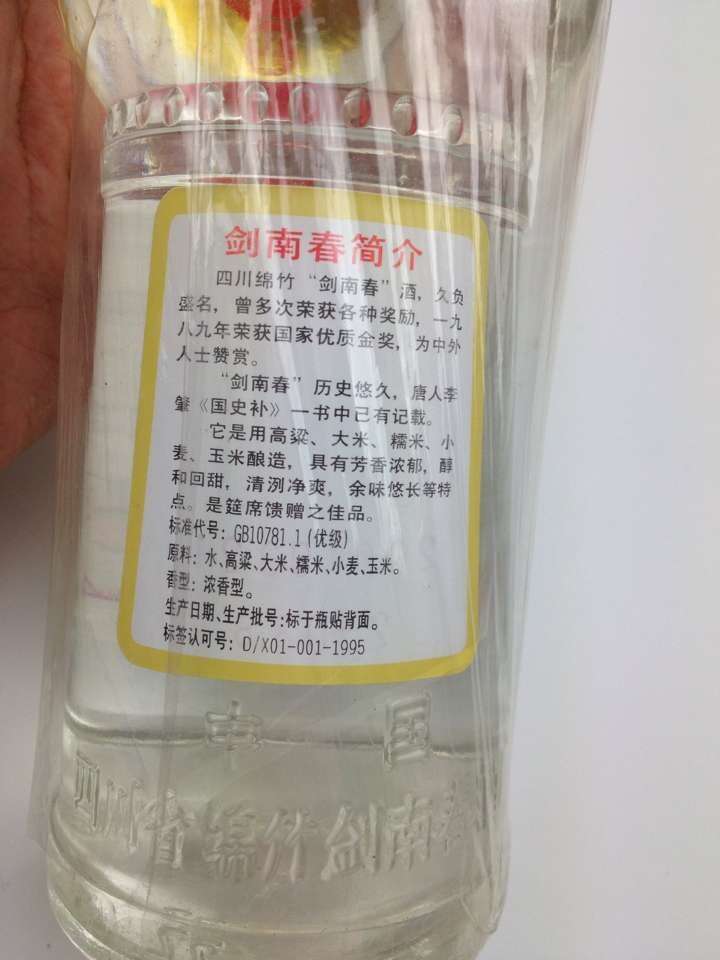 剑南春简介
四川绵竹“剑南春”酒，久负
盛名，曾多次荣获各种奖励，一九
八九年荣获国家优质金奖，为中外
人士赞赏。
“剑南春”历史悠久，唐人李
肇《国史补》一书中已有记载。
它是用高粱、大米、糯米、小
麦、玉米酿造，具有芳香浓郁，醇
和回甜，清洌净爽，余味悠长等特
点。是筵席馈赠之佳品。
标准代号：GB10781.1(优级)
原料：水、高粱、大米、糯米、小麦、玉米。
香型：浓香型。
生产日期、生产批号：标于瓶贴背面。
标签认可号：D/X01-001-1995
中国
四川省绵竹剑南春